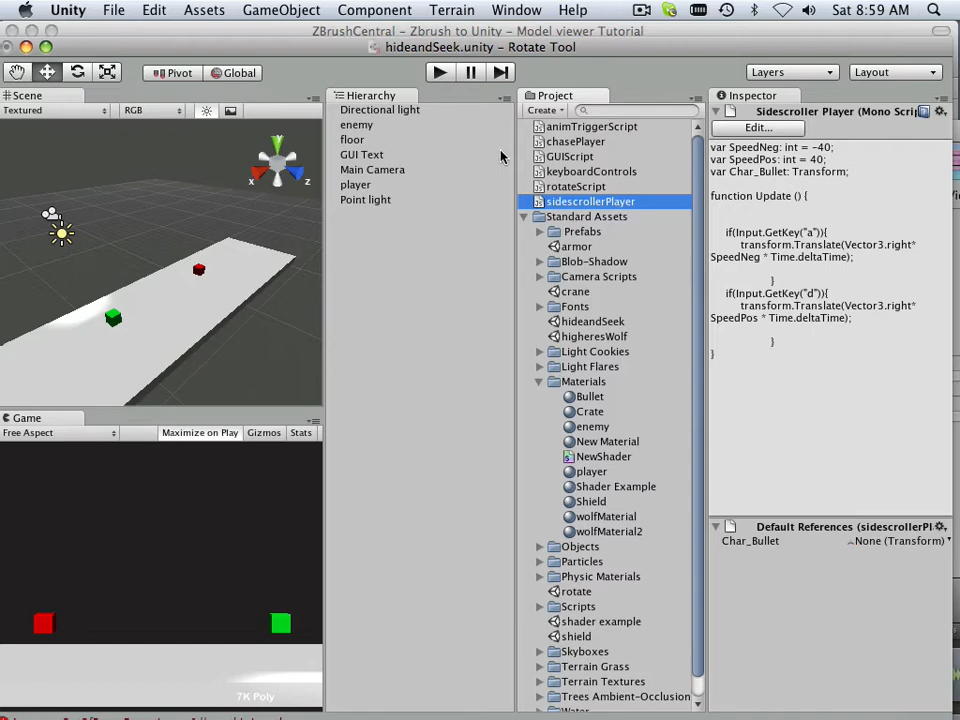 Unity File Edit Assets GameObject Component Terrain Window Help Sat 8:59 AM
ZBrushCentral - Zbrush to Unity - Model viewer Tutorial
hideandSeek.unity - Rotate Tool
Pivot Global Layers Layout
Scene
Textured RGB
x z
Hierarchy
Directional light
enemy
floor
GUI Text
Main Camera
player
Point light
Project
Create
animTriggerScript
chasePlayer
GUIScript
keyboardControls
rotateScript
sidescrollerPlayer
Standard Assets
Prefabs
armor
Blob-Shadow
Camera Scripts
crane
Fonts
hideandSeek
higheresWolf
Light Cookies
Light Flares
Materials
Bullet
Crate
enemy
New Material
NewShader
player
Shader Example
Shield
wolfMaterial
wolfMaterial2
Objects
Particles
Physic Materials
rotate
Scripts
shader example
shield
Skyboxes
Terrain Grass
Terrain Textures
Trees Ambient-Occlusion
Inspector
Sidescroller Player (Mono Scrip
Edit...
var SpeedNeg: int = -40;
var SpeedPos: int = 40;
var Char_Bullet: Transform;
function Update () {
if(Input.GetKey("a")){
transform.Translate(Vector3.right*
SpeedNeg * Time.deltaTime);
}
if(Input.GetKey("d")){
transform.Translate(Vector3.right*
SpeedPos * Time.deltaTime);
}
}
Default References (sidescrollerPl
Char_Bullet None (Transform)
Game
Free Aspect Maximize on Play Gizmos Stats
7K Poly